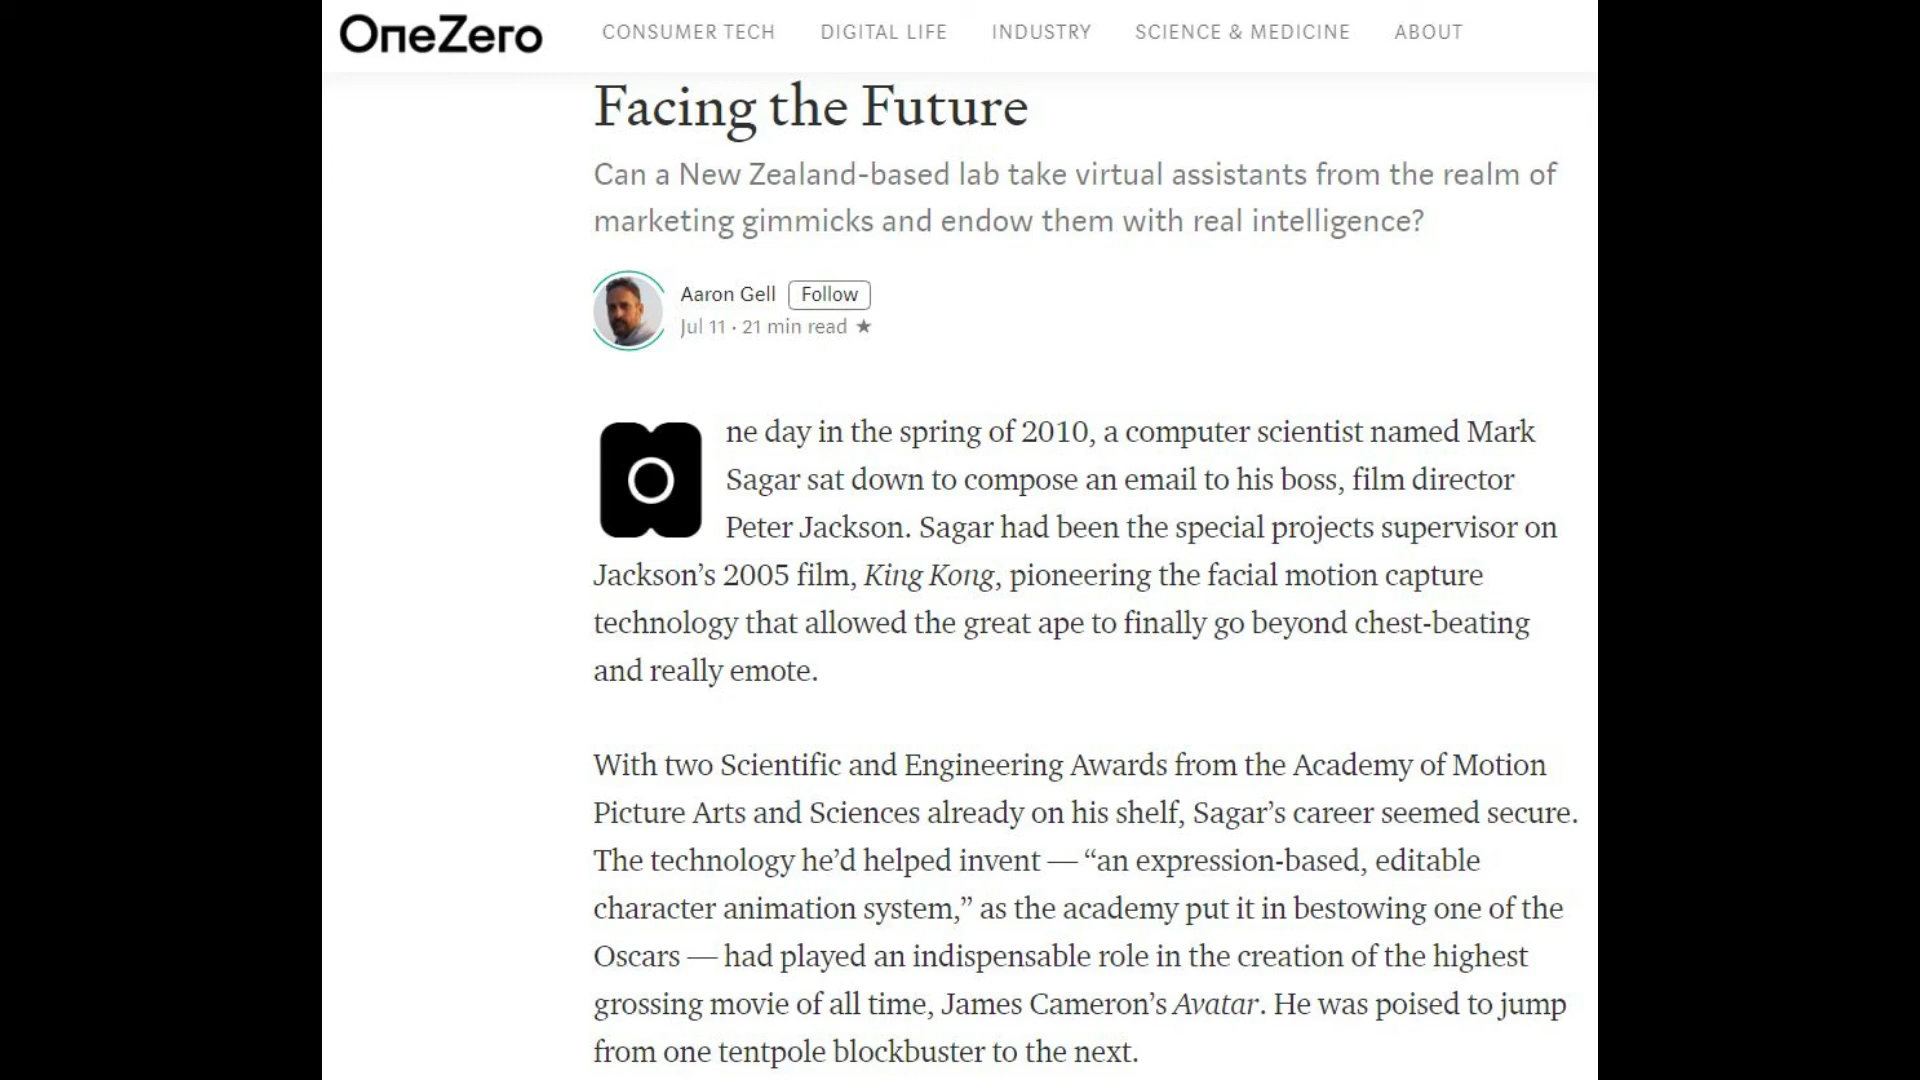 OneZero CONSUMER TECH DIGITAL LIFE INDUSTRY SCIENCE & MEDICINE ABOUT
Facing the Future
Can a New Zealand-based lab take virtual assistants from the realm of
marketing gimmicks and endow them with real intelligence?
Aaron Gell Follow
Jul 11 · 21 min read ★
One day in the spring of 2010, a computer scientist named Mark
Sagar sat down to compose an email to his boss, film director
Peter Jackson. Sagar had been the special projects supervisor on
Jackson’s 2005 film, King Kong, pioneering the facial motion capture
technology that allowed the great ape to finally go beyond chest-beating
and really emote.
With two Scientific and Engineering Awards from the Academy of Motion
Picture Arts and Sciences already on his shelf, Sagar’s career seemed secure.
The technology he’d helped invent — “an expression-based, editable
character animation system,” as the academy put it in bestowing one of the
Oscars — had played an indispensable role in the creation of the highest
grossing movie of all time, James Cameron’s Avatar. He was poised to jump
from one tentpole blockbuster to the next.